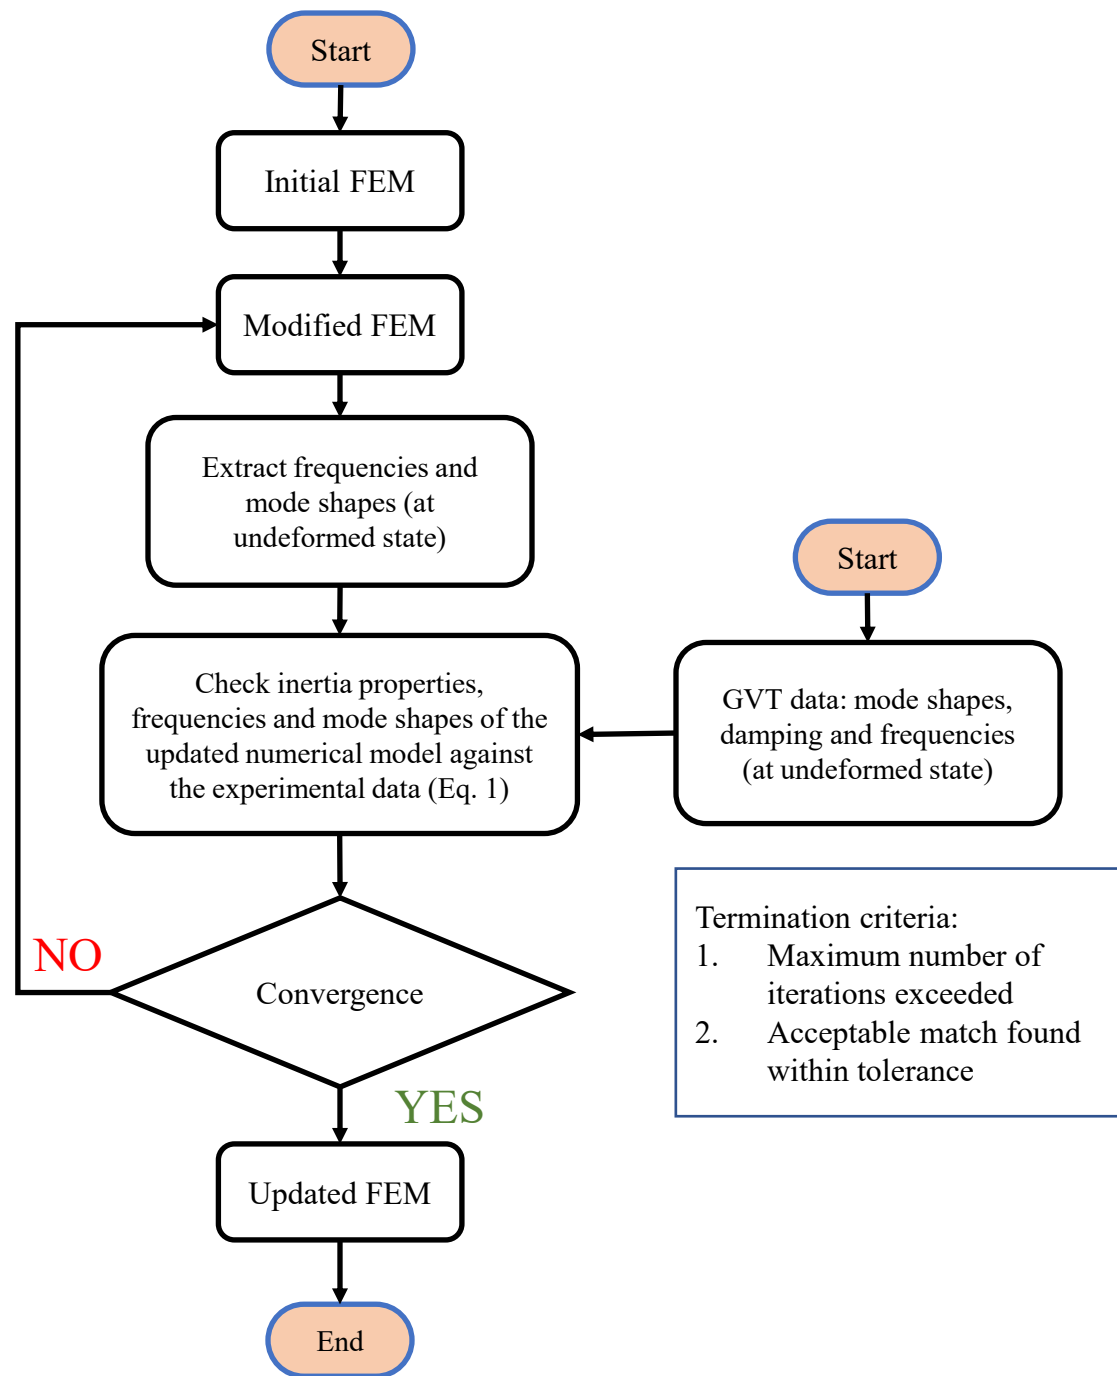 Start
Initial FEM
Modified FEM
Extract frequencies and
mode shapes (at
undeformed state)
Start
Check inertia properties,
frequencies and mode shapes of the
updated numerical model against
the experimental data (Eq. 1)
GVT data: mode shapes,
damping and frequencies
(at undeformed state)
Termination criteria:
1. Maximum number of
iterations exceeded
2. Acceptable match found
within tolerance
NO
Convergence
YES
Updated FEM
End